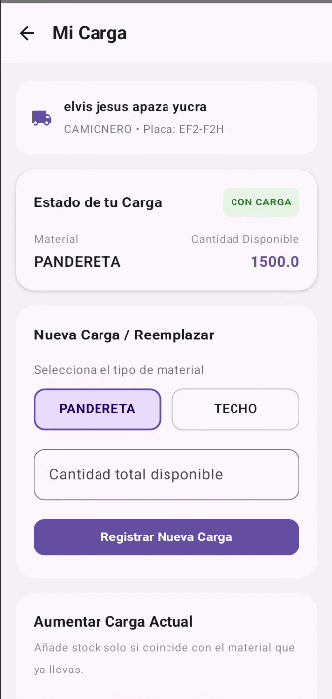 Mi Carga
elvis jesus apaza yucra
CAMICNERO • Placa: EF2-F2H
Estado de tu Carga
CON CARGA
Material
Cantidad Disponible
PANDERETA
1500.0
Nueva Carga / Reemplazar
Selecciona el tipo de material
PANDERETA
TECHO
Cantidad total disponible
Registrar Nueva Carga
Aumentar Carga Actual
Añade stock solo si coincide con el material que
ya llevas.